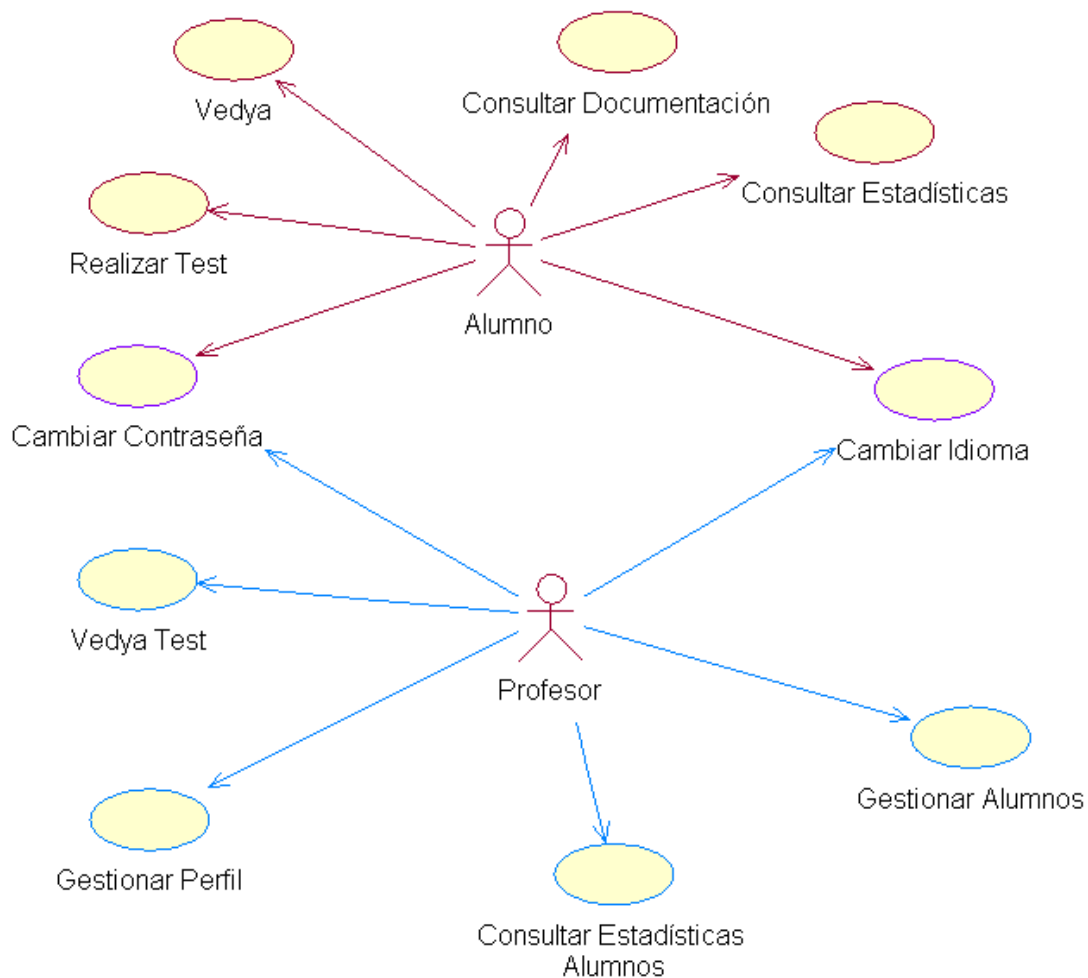 Vedya
Consultar Documentación
Consultar Estadísticas
Realizar Test
Alumno
Cambiar Contraseña
Cambiar Idioma
Vedya Test
Profesor
Gestionar Alumnos
Gestionar Perfil
Consultar Estadísticas
Alumnos